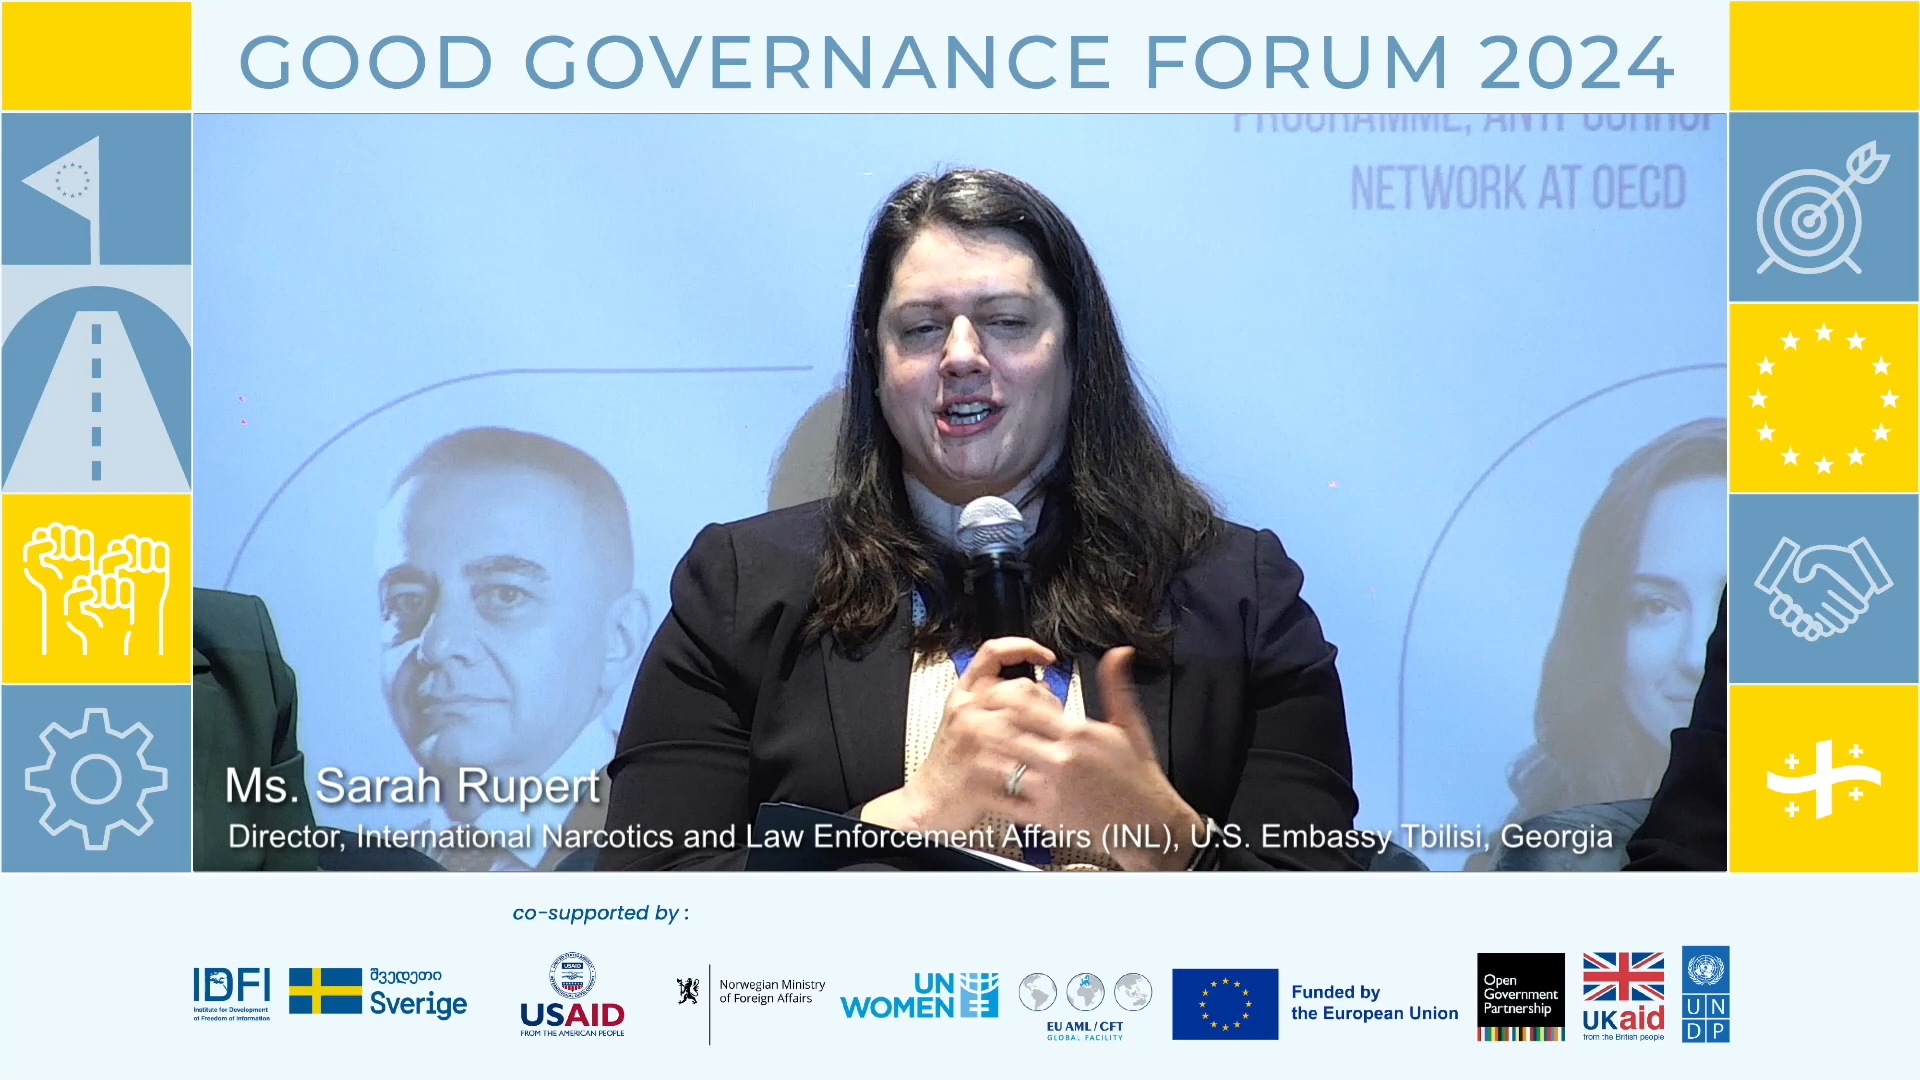 GOOD GOVERNANCE FORUM 2024
NETWORK AT OECD
Ms. Sarah Rupert
Director, International Narcotics and Law Enforcement Affairs (INL), U.S. Embassy Tbilisi, Georgia
co-supported by :
IDFI
Institute for Development
of Freedom of Information
შვედეთი
Sverige
USAID
USAID
FROM THE AMERICAN PEOPLE
Norwegian Ministry
of Foreign Affairs
UN
WOMEN
EU AML / CFT
GLOBAL FACILITY
Funded by
the European Union
Open
Government
Partnership
UKaid
from the British people
UN
DP